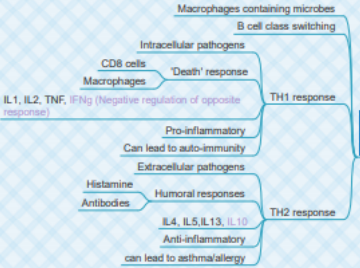 Macrophages containing microbes
B cell class switching
Intracellular pathogens
CD8 cells
'Death' response
Macrophages
IL1, IL2, TNF, IFNg (Negative regulation of opposite
response)
TH1 response
Pro-inflammatory
Can lead to auto-immunity
Extracellular pathogens
Histamine
Humoral responses
Antibodies
TH2 response
IL4, IL5,IL13, IL10
Anti-inflammatory
can lead to asthma/allergy